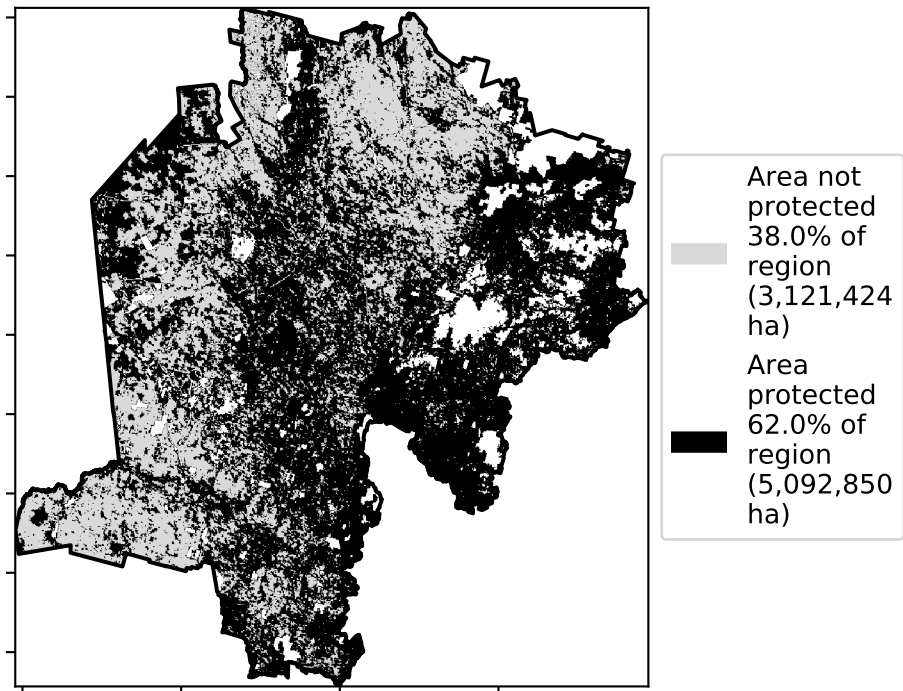 Area not
protected
38.0% of
region
(3,121,424
ha)
Area
protected
62.0% of
region
(5,092,850
ha)